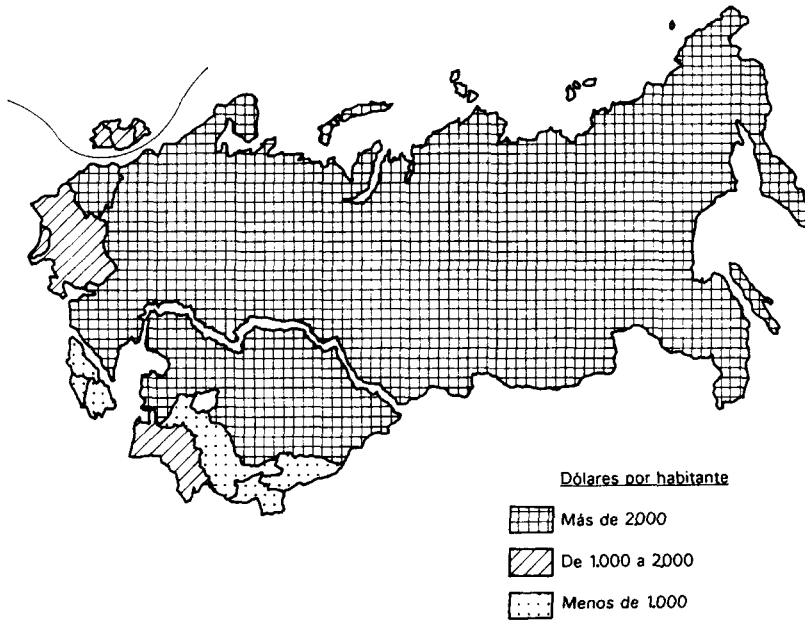 Dólares por habitante
Más de 2.000
De 1.000 a 2.000
Menos de 1.000